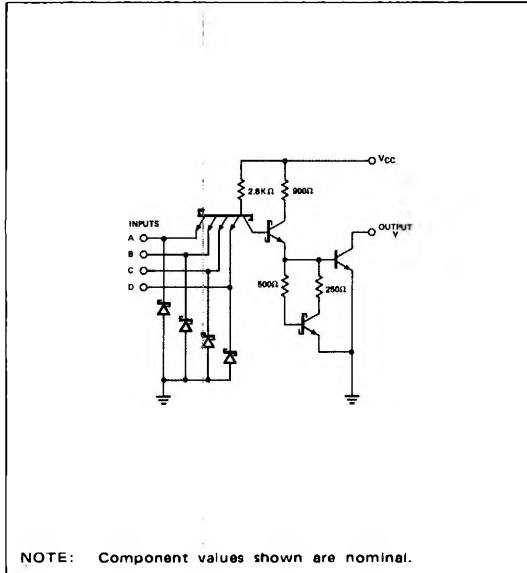 VCC
2.8KΩ 900Ω
INPUTS
A
B
C
D
OUTPUT
Y
500Ω 250Ω
NOTE: Component values shown are nominal.